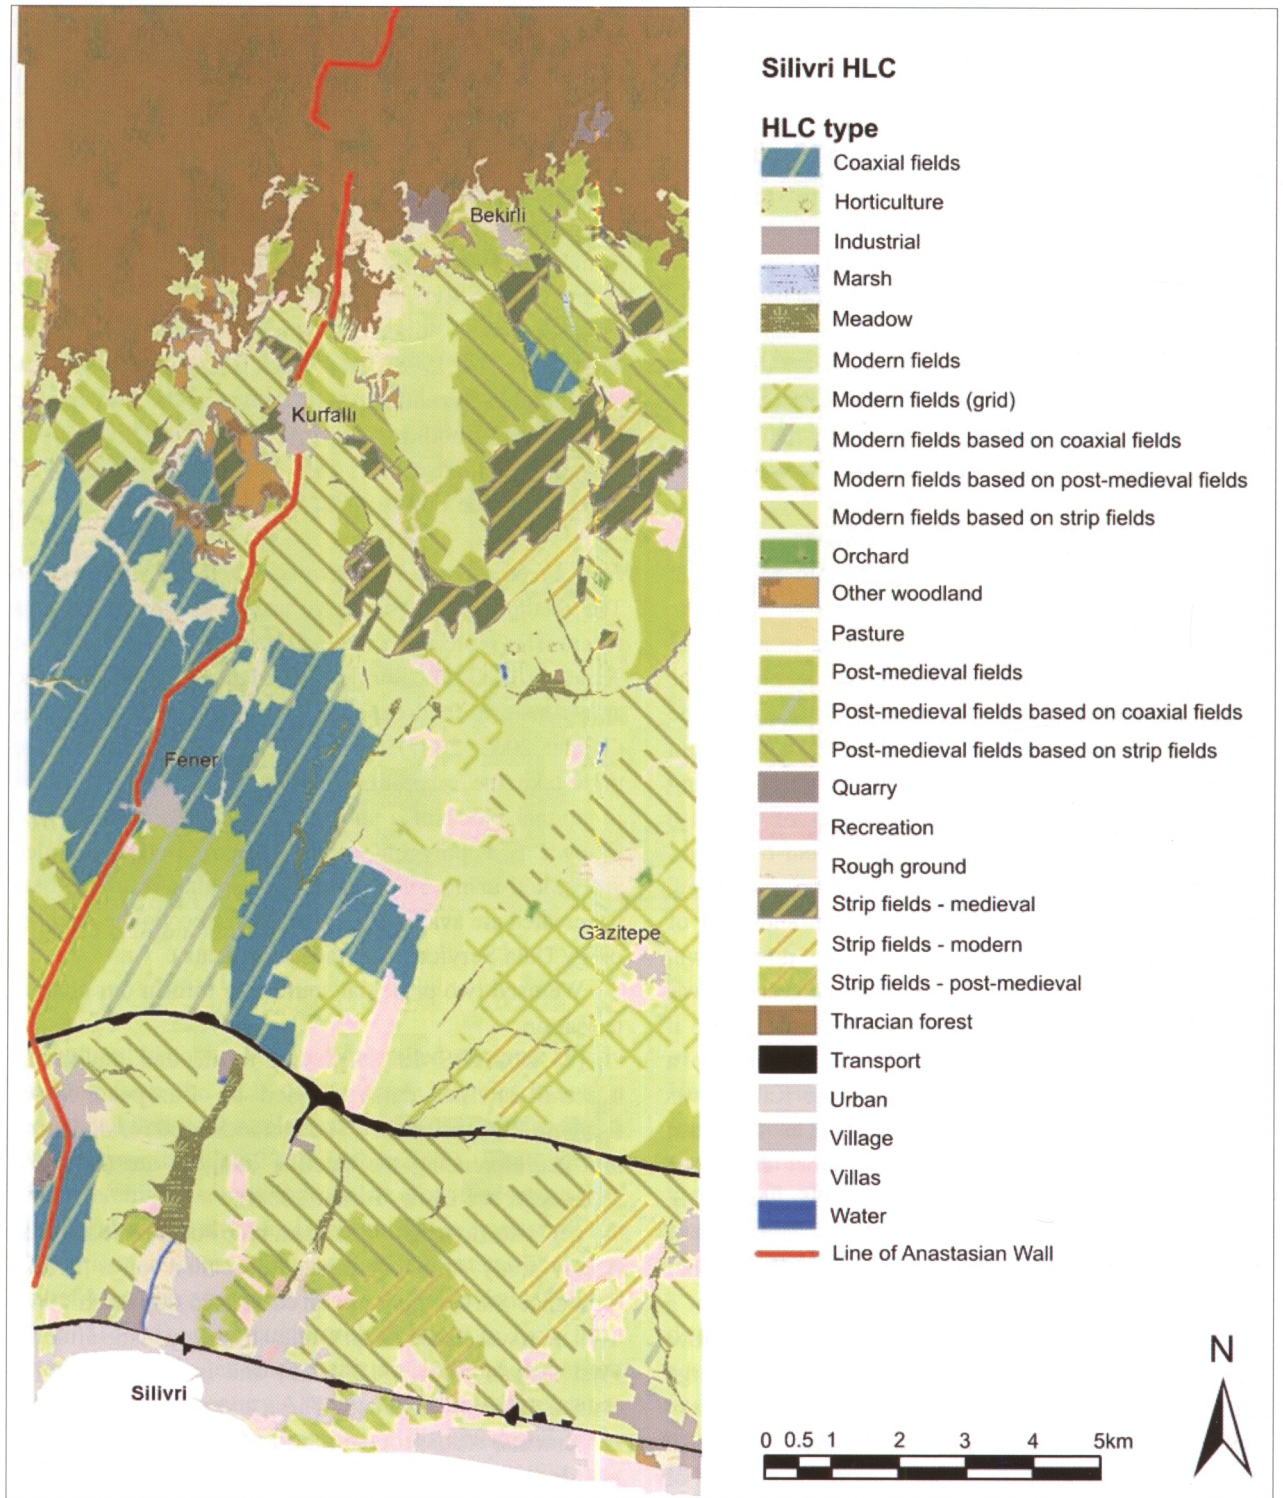 Silivri HLC
HLC type
Coaxial fields
Horticulture
Industrial
Marsh
Meadow
Modern fields
Modern fields (grid)
Modern fields based on coaxial fields
Modern fields based on post-medieval fields
Modern fields based on strip fields
Orchard
Other woodland
Pasture
Post-medieval fields
Post-medieval fields based on coaxial fields
Post-medieval fields based on strip fields
Quarry
Recreation
Rough ground
Strip fields - medieval
Strip fields - modern
Strip fields - post-medieval
Thracian forest
Transport
Urban
Village
Villas
Water
Line of Anastasian Wall
Bekirli
Kurfallı
Fener
Gazitepe
Silivri
N
0 0.5 1 2 3 4 5km